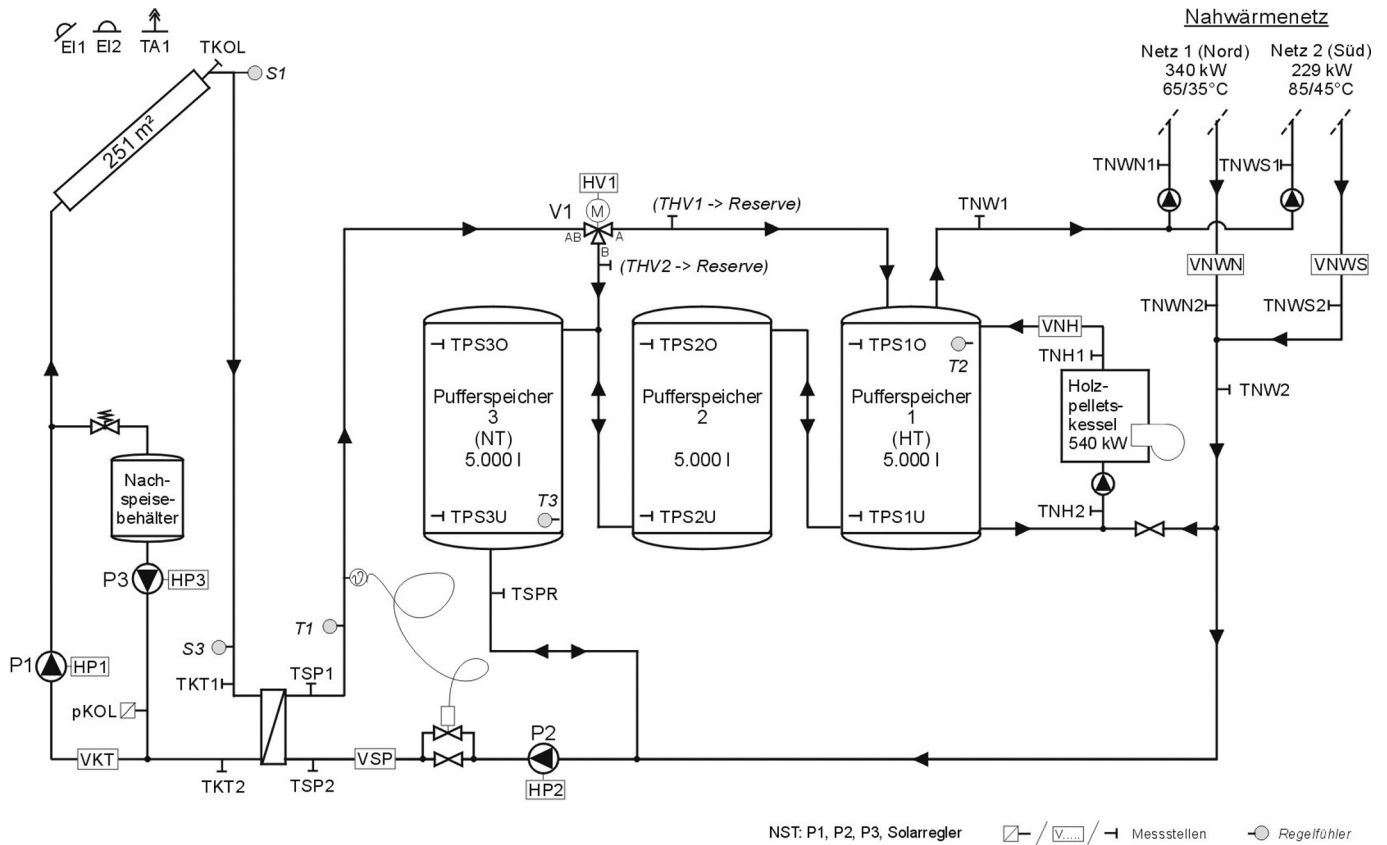 Nahwärmenetz
Netz 1 (Nord)
340 kW
65/35°C
Netz 2 (Süd)
229 kW
85/45°C
EI1
EI2
TA1
TKOL
S1
251 m²
TNWN1
TNWS1
HV1
M
V1
AB
A
B
(THV1 -> Reserve)
(THV2 -> Reserve)
TNW1
VNWN
VNWS
TNWN2
TNWS2
VNH
TNH1
TPS3O
TPS2O
TPS1O
T2
Pufferspeicher
3
(NT)
5.000 l
Pufferspeicher
2
5.000 l
Pufferspeicher
1
(HT)
5.000 l
Holz-
pellets-
kessel
540 kW
TNW2
Nach-
speise-
behälter
TPS3U
T3
TPS2U
TPS1U
TNH2
P3
HP3
ϑ
TSPR
T1
S3
P1
HP1
TKT1
TSP1
pKOL
VKT
TKT2
TSP2
VSP
P2
HP2
NST: P1, P2, P3, Solarregler
/ V..... / Messstellen
Regelfühler